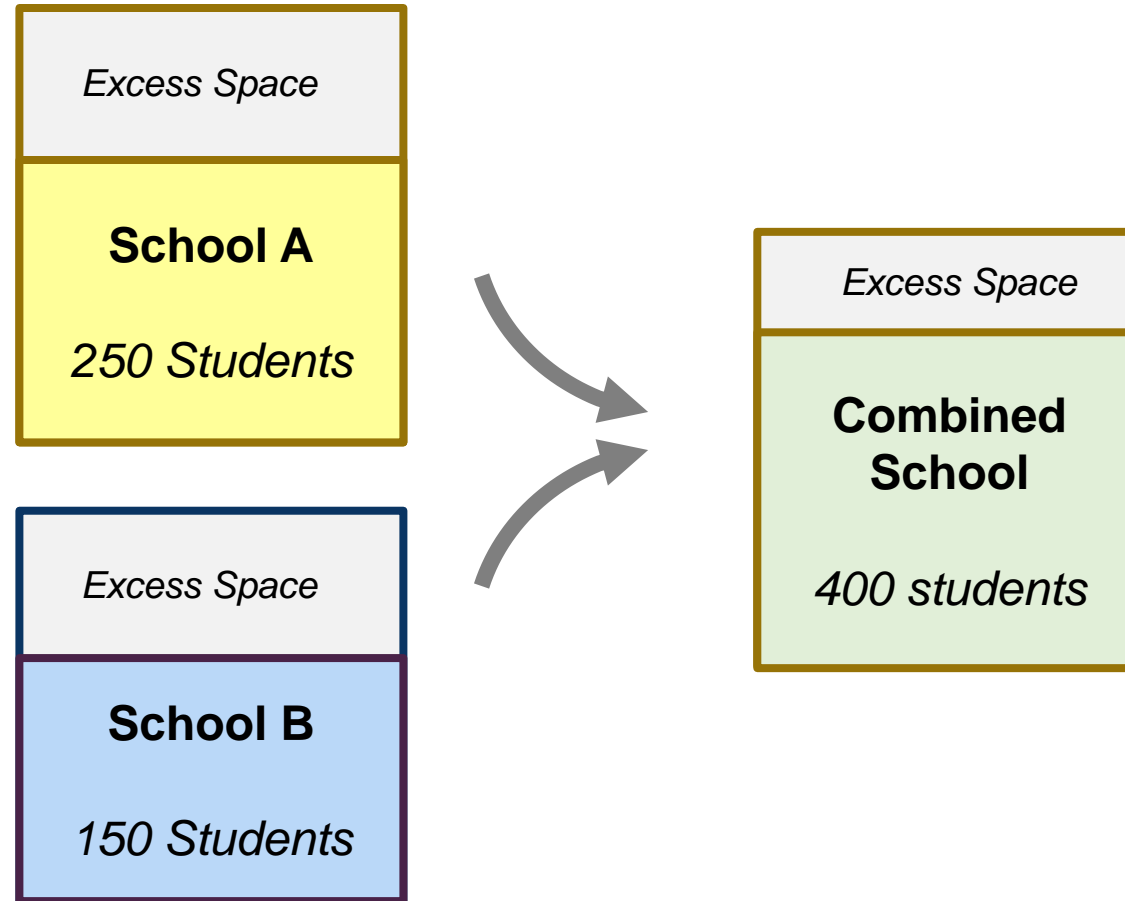 Excess Space
School A
250 Students
Excess Space
School B
150 Students
Excess Space
Combined
School
400 students